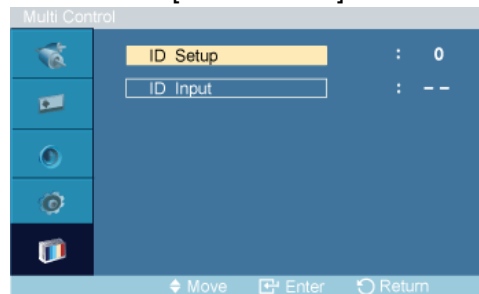 Multi Control
ID Setup : 0
ID Input : - -
Move Enter Return